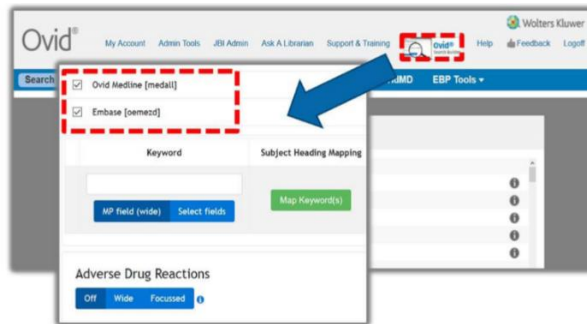 Wolters Kluwer
Ovid®
My Account Admin Tools JBI Admin Ask A Librarian Support & Training Ovid® Help Feedback Logoff
Search EBP Tools
Ovid Medline [medall]
Embase [oemezd]
Keyword Subject Heading Mapping
MP field (wide) Select fields Map Keyword(s)
Adverse Drug Reactions
Off Wide Focussed